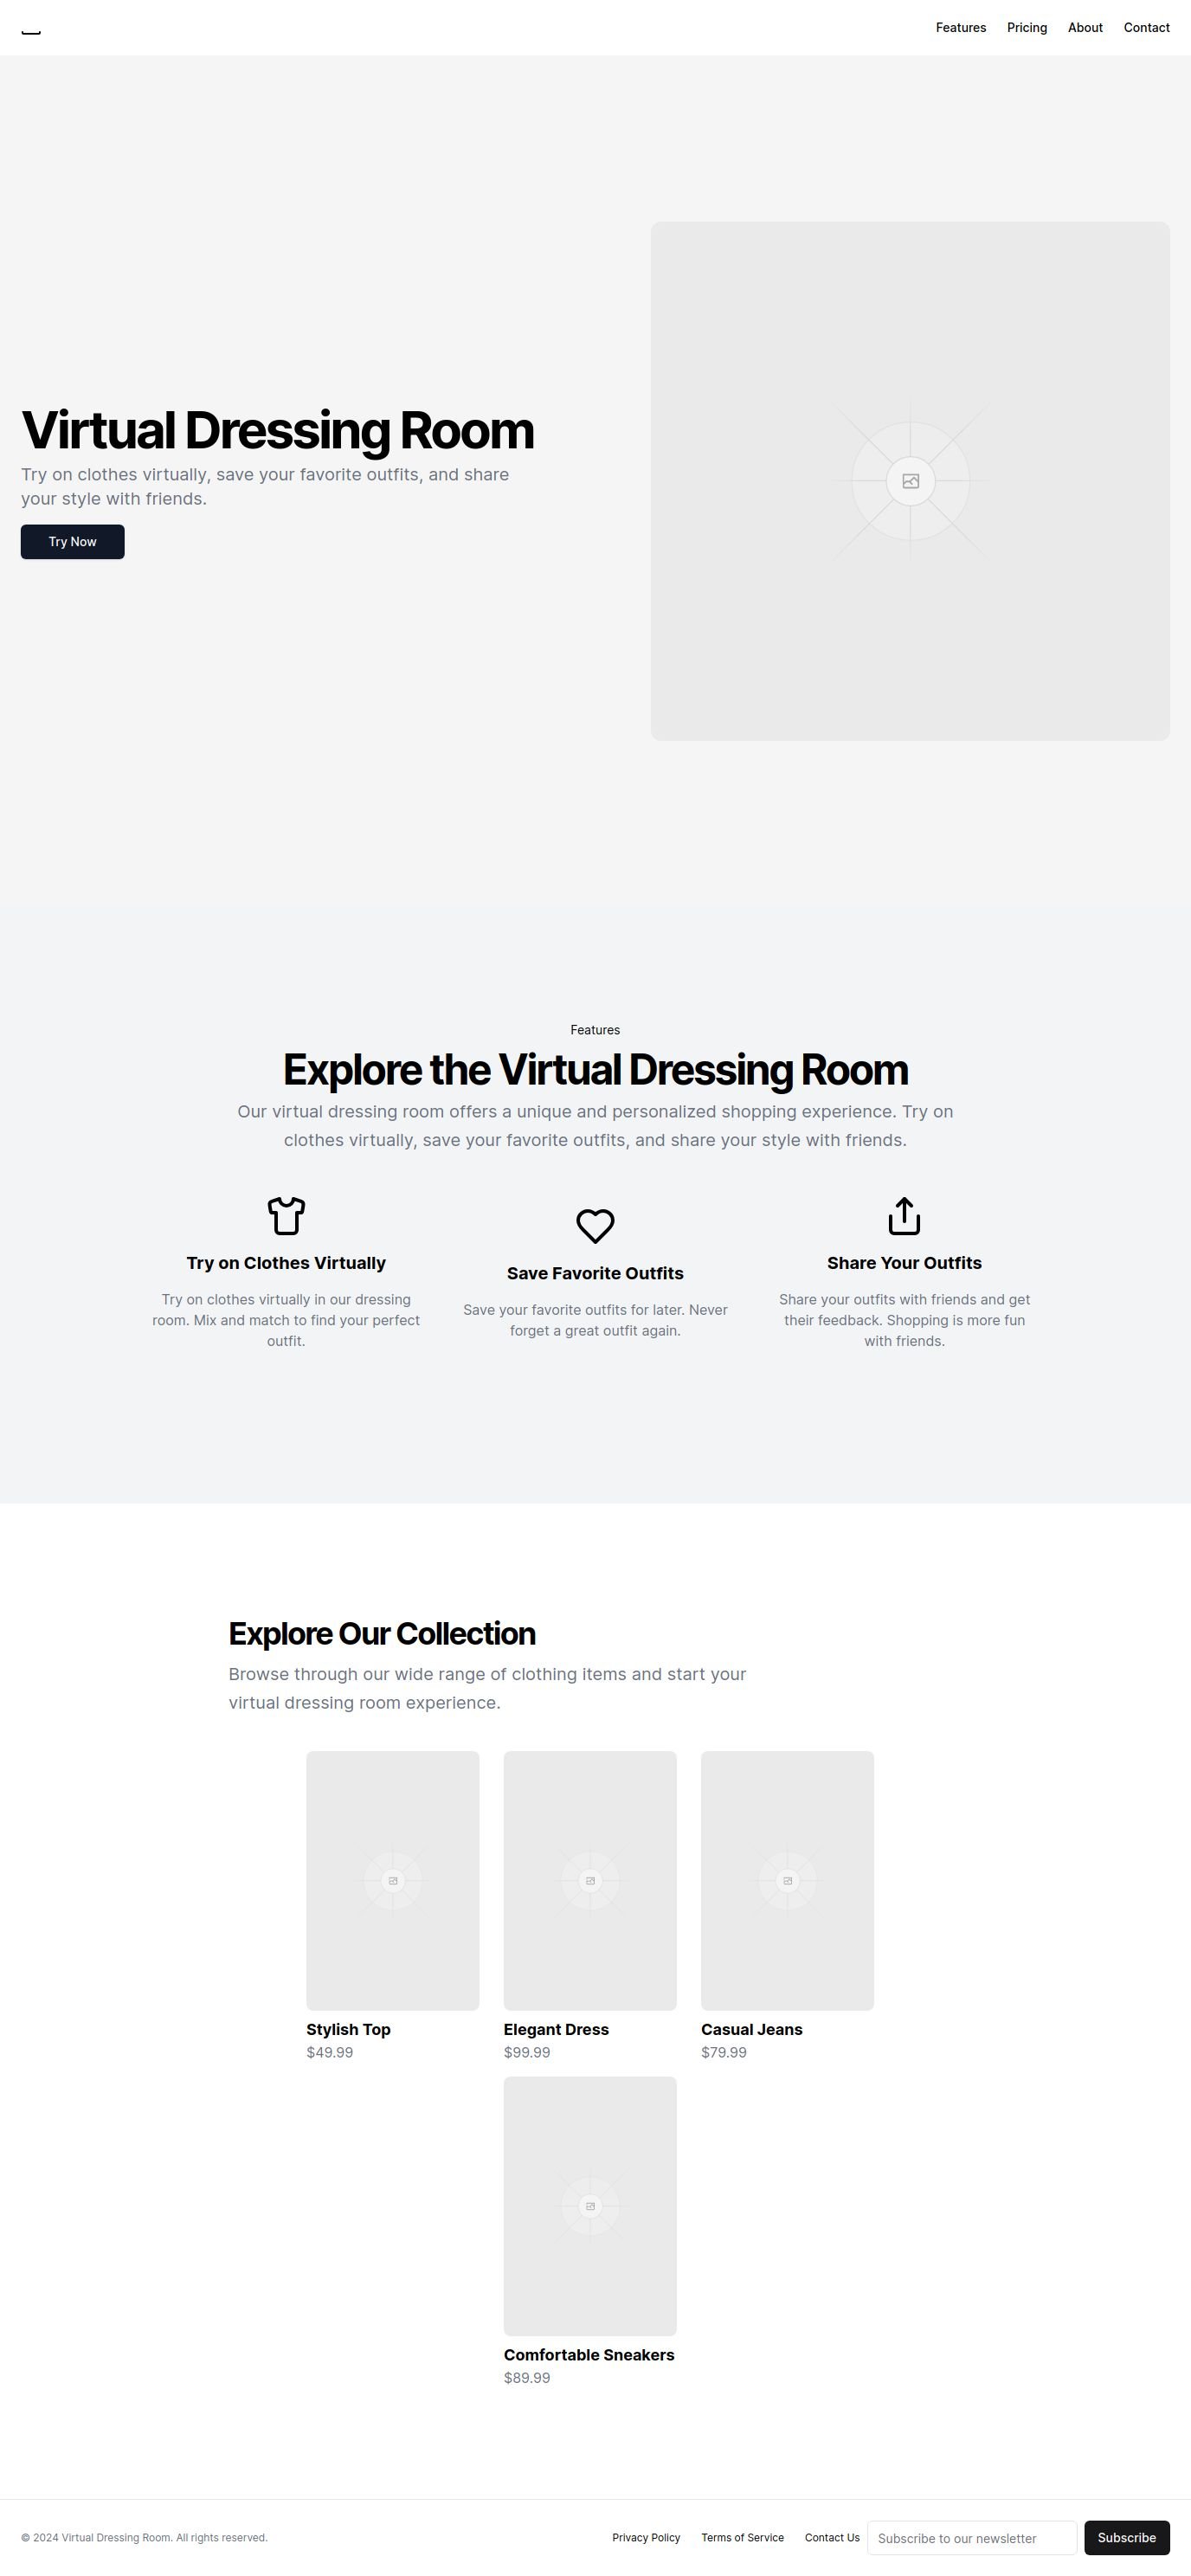 Features
Pricing
About
Contact
Virtual Dressing Room
Try on clothes virtually, save your favorite outfits, and share
your style with friends.
Try Now
Features
Explore the Virtual Dressing Room
Our virtual dressing room offers a unique and personalized shopping experience. Try on
clothes virtually, save your favorite outfits, and share your style with friends.
Try on Clothes Virtually
Try on clothes virtually in our dressing
room. Mix and match to find your perfect
outfit.
Save Favorite Outfits
Save your favorite outfits for later. Never
forget a great outfit again.
Share Your Outfits
Share your outfits with friends and get
their feedback. Shopping is more fun
with friends.
Explore Our Collection
Browse through our wide range of clothing items and start your
virtual dressing room experience.
Stylish Top
$49.99
Elegant Dress
$99.99
Casual Jeans
$79.99
Comfortable Sneakers
$89.99
© 2024 Virtual Dressing Room. All rights reserved.
Privacy Policy
Terms of Service
Contact Us
Subscribe to our newsletter
Subscribe